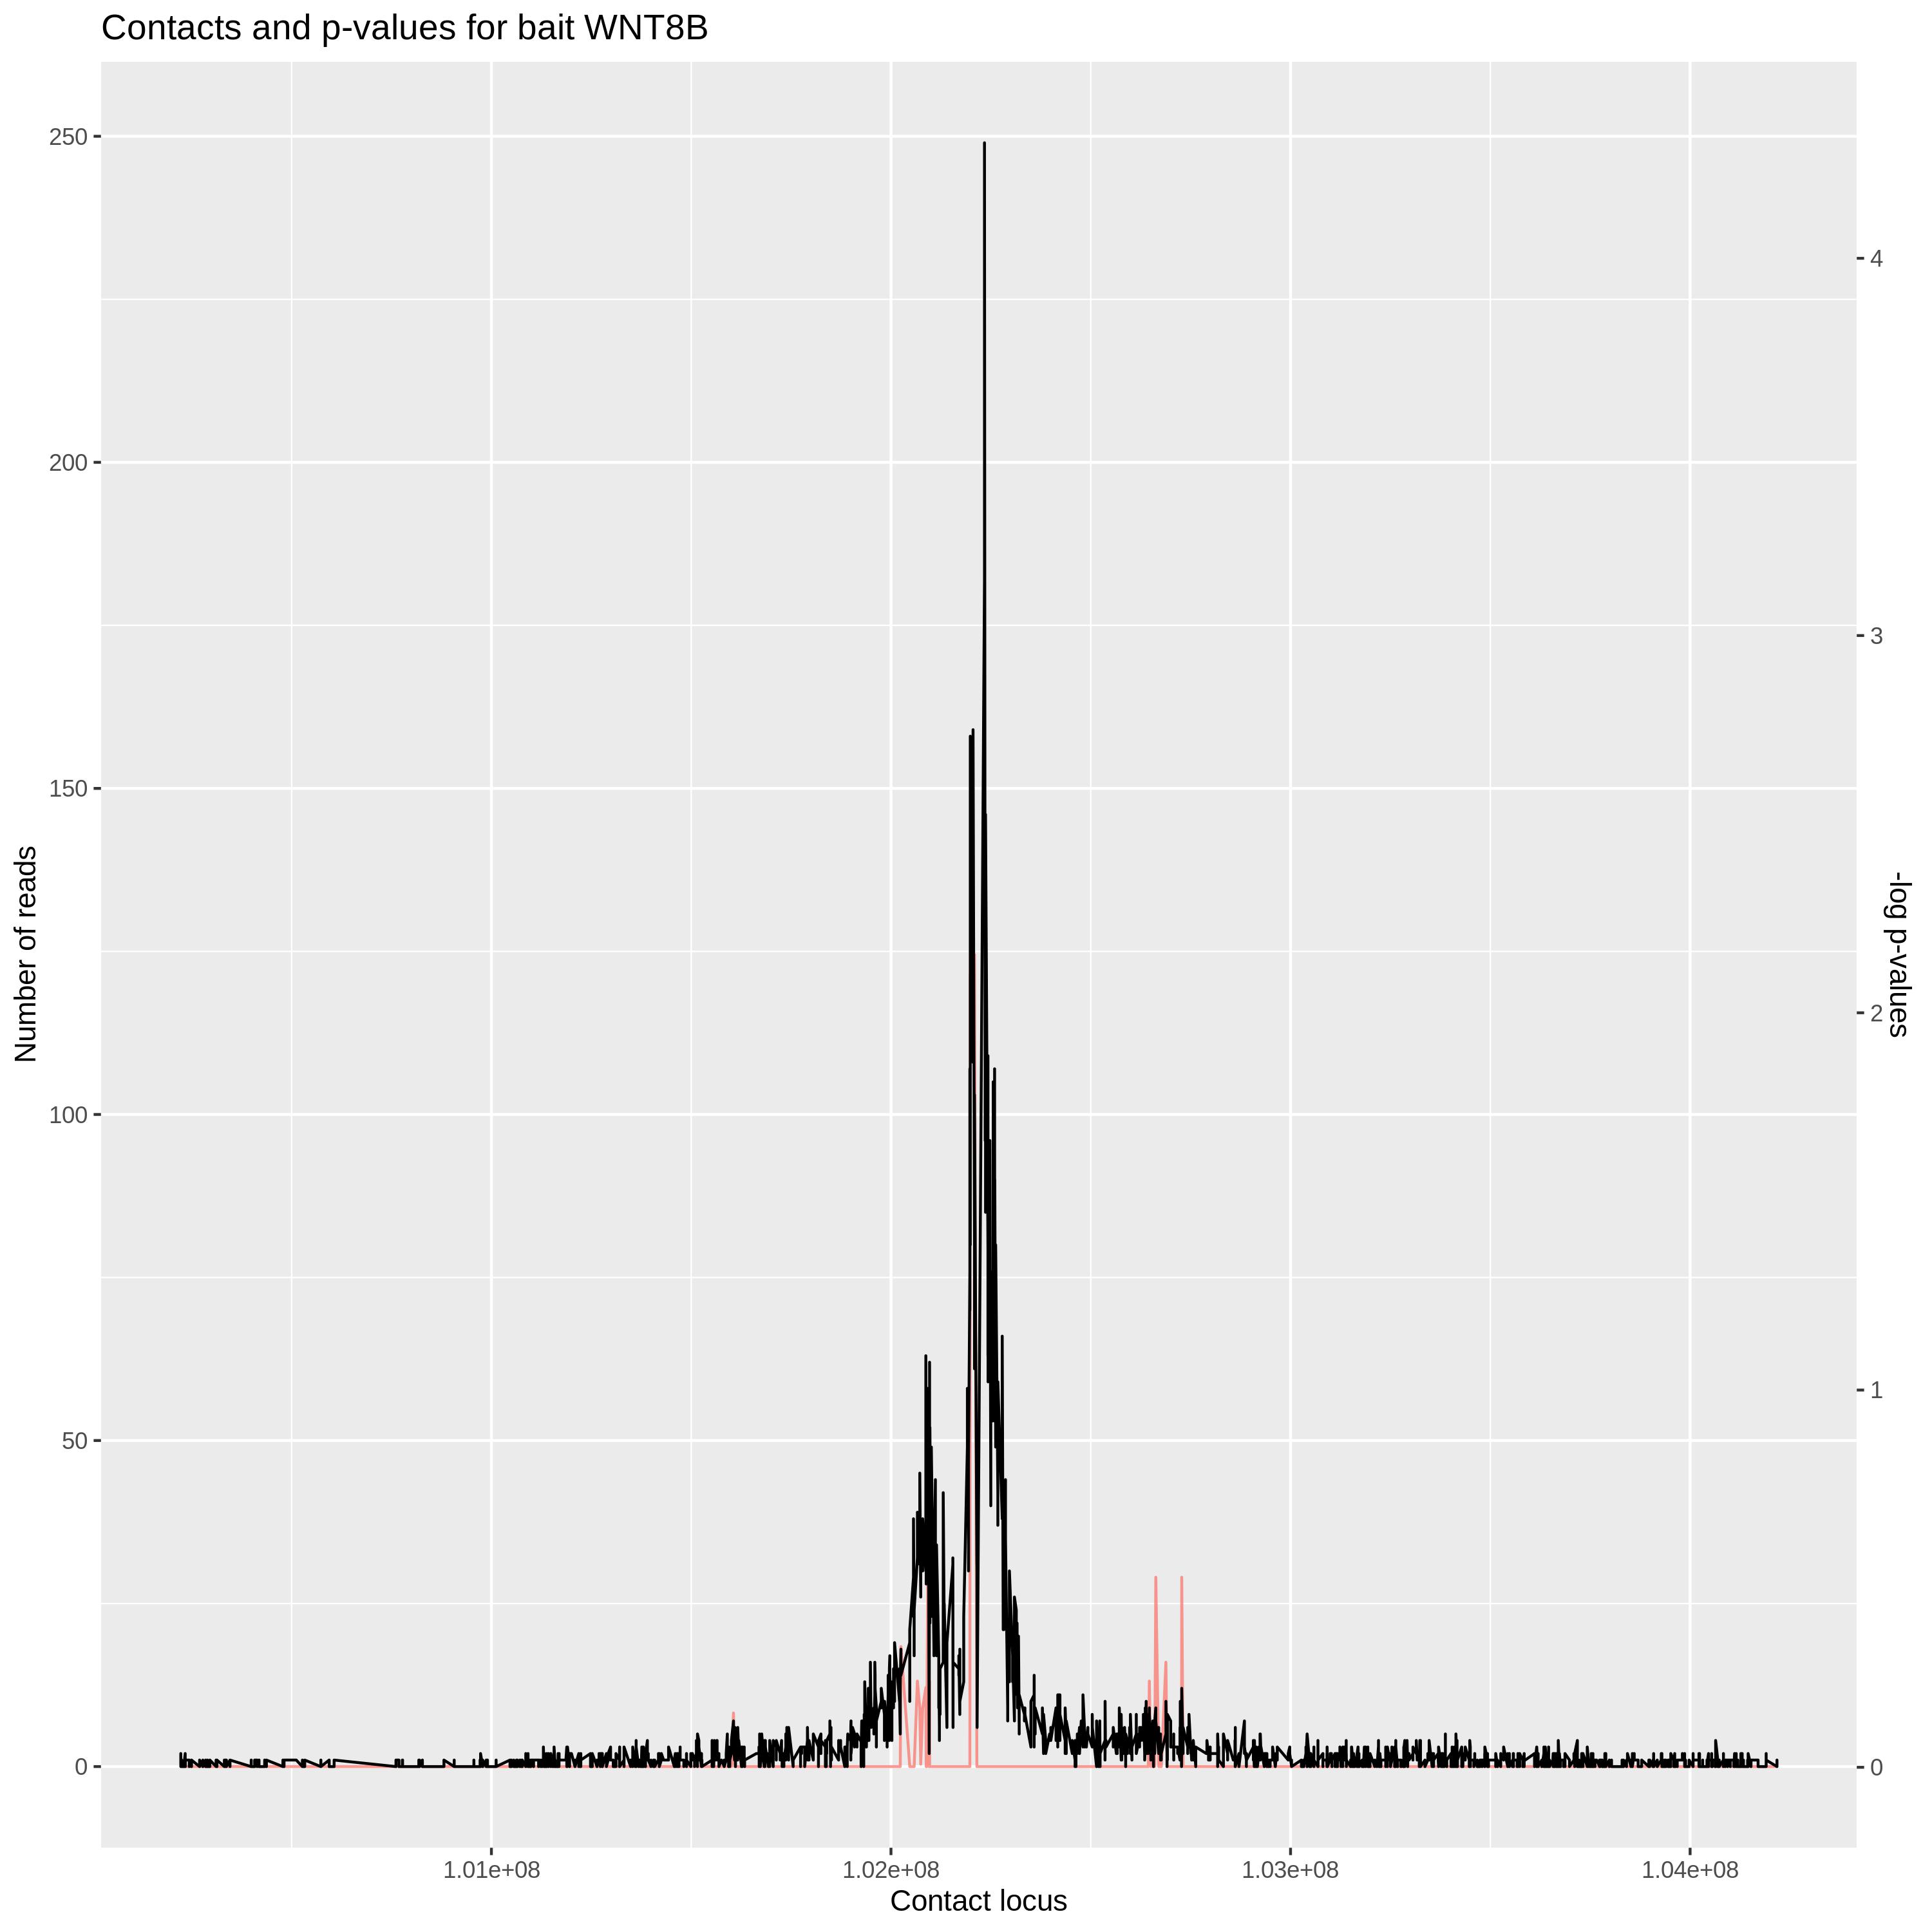 Contacts and p-values for bait WNT8B
250
200
150
100
50
0
Number of reads
4
3
2
1
0
-log p-values
1.01e+08
1.02e+08
1.03e+08
1.04e+08
Contact locus